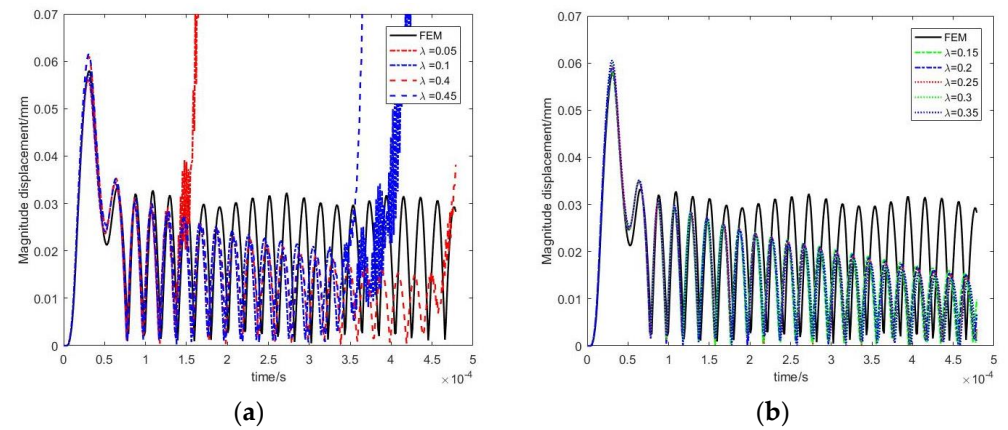 0.07
0.06
0.05
0.04
0.03
0.02
0.01
0
Magnitude displacement/mm
0 0.5 1 1.5 2 2.5 3 3.5 4 4.5 5
time/s
×10⁻⁴
FEM
λ =0.05
λ =0.1
λ =0.4
λ =0.45
(a)
0.07
0.06
0.05
0.04
0.03
0.02
0.01
0
Magnitude displacement/mm
0 0.5 1 1.5 2 2.5 3 3.5 4 4.5 5
time/s
×10⁻⁴
FEM
λ=0.15
λ=0.2
λ=0.25
λ=0.3
λ=0.35
(b)